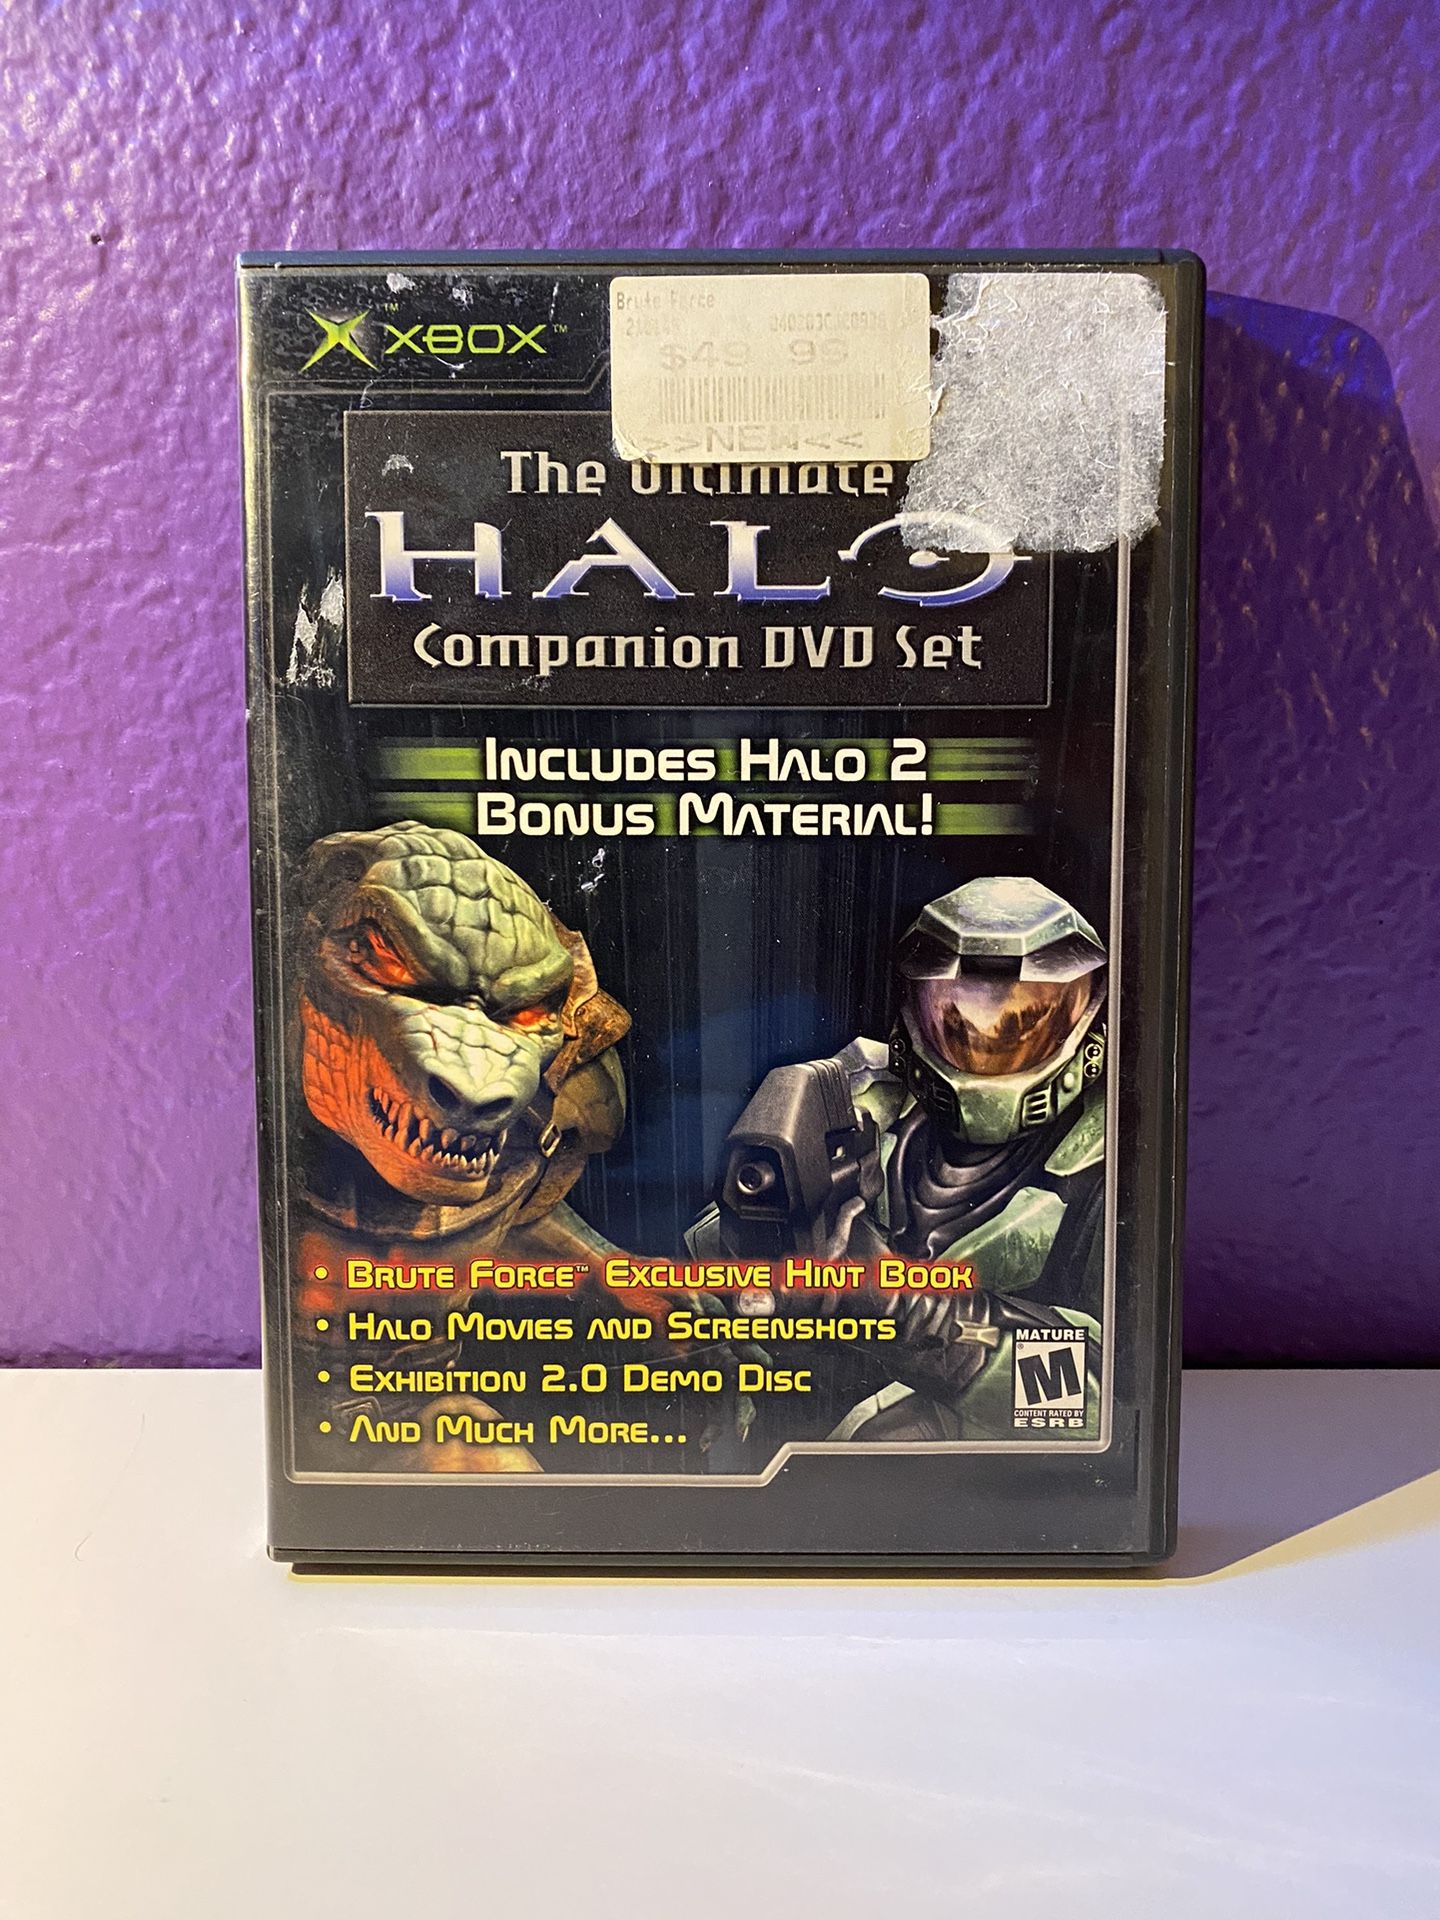 XBOX™
Brute Force
$49.99
>>NEW<<
The Ultimate
HALO
Companion DVD Set
INCLUDES HALO 2
BONUS MATERIAL!
• BRUTE FORCE™ EXCLUSIVE HINT BOOK
• HALO MOVIES AND SCREENSHOTS
• EXHIBITION 2.0 DEMO DISC
• AND MUCH MORE...
MATURE
M
CONTENT RATED BY
ESRB